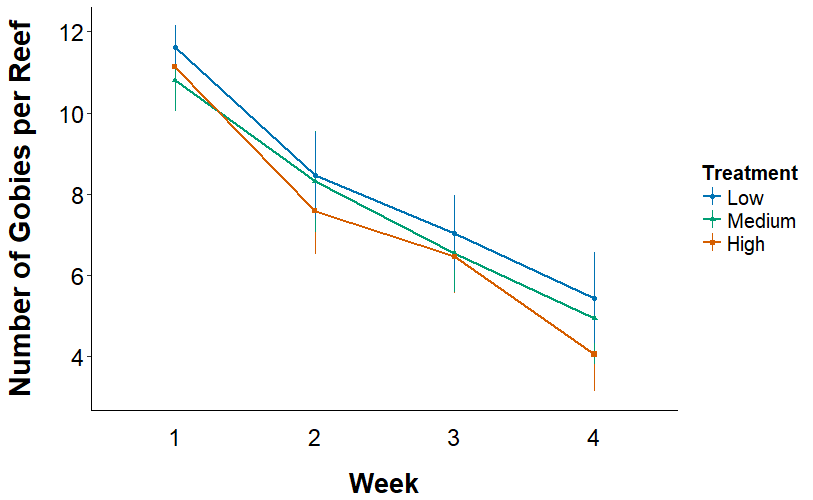 Number of Gobies per Reef
12
10
8
6
4
1 2 3 4
Week
Treatment
Low
Medium
High